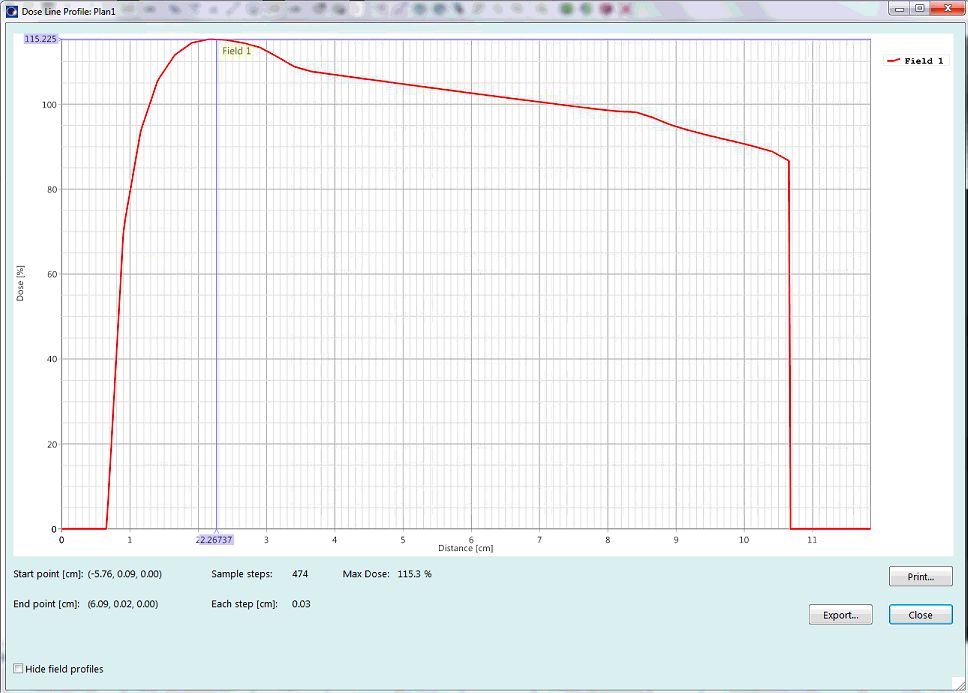 Dose Line Profile: Plan1
115.225
Field 1
Field 1
100
80
60
40
20
0
Dose [%]
0 1 2 2.26737 3 4 5 6 7 8 9 10 11
Distance [cm]
Start point [cm]: (-5.76, 0.09, 0.00) Sample steps: 474 Max Dose: 115.3 %
Print...
End point [cm]: (6.09, 0.02, 0.00) Each step [cm]: 0.03
Export... Close
Hide field profiles